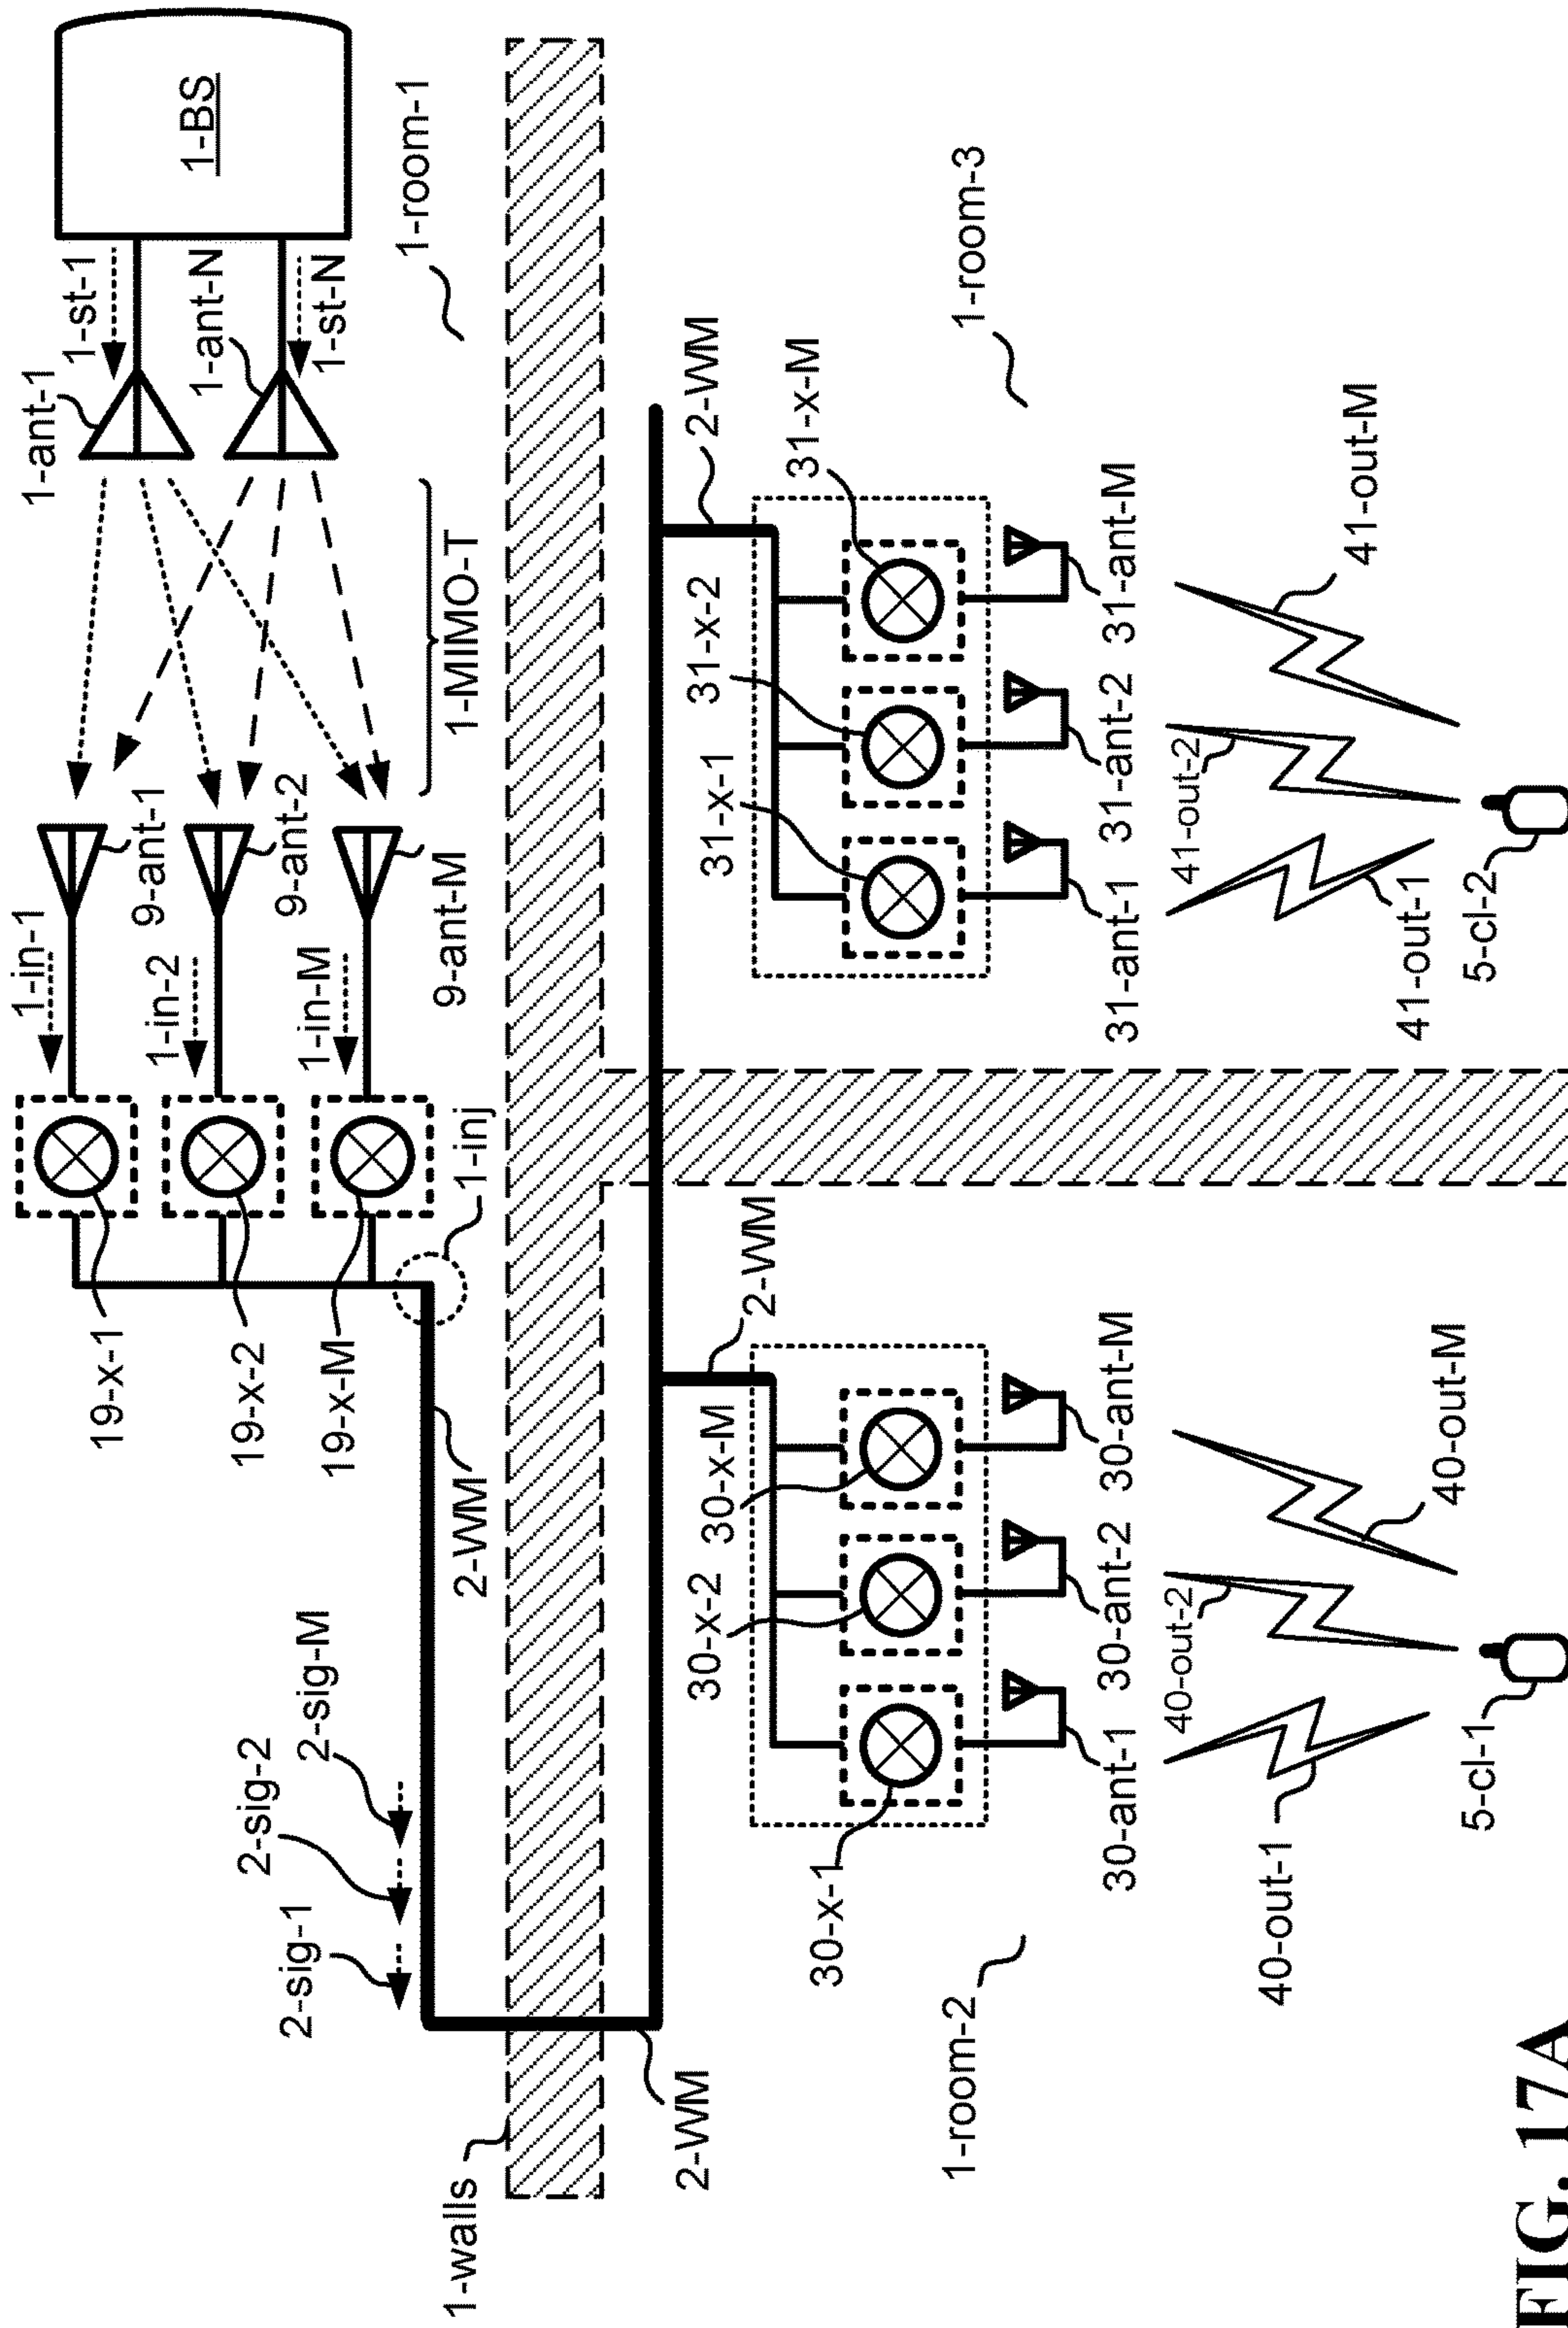 1-BS
1-st-1
1-ant-1
1-ant-N
1-st-N
1-room-1
1-MIMO-T
1-in-1
9-ant-1
1-in-2
9-ant-2
1-in-M
9-ant-M
1-inj
19-x-1
19-x-2
19-x-M
2-WM
2-sig-M
2-sig-2
2-sig-1
1-walls
2-WM
2-WM
30-x-M
30-x-2
30-x-1
30-ant-M
30-ant-2
30-ant-1
1-room-2
40-out-M
40-out-2
40-out-1
5-cl-1
2-WM
31-x-M
31-x-2
31-x-1
1-room-3
31-ant-M
31-ant-2
31-ant-1
41-out-M
41-out-2
41-out-1
5-cl-2
FIG. 17A